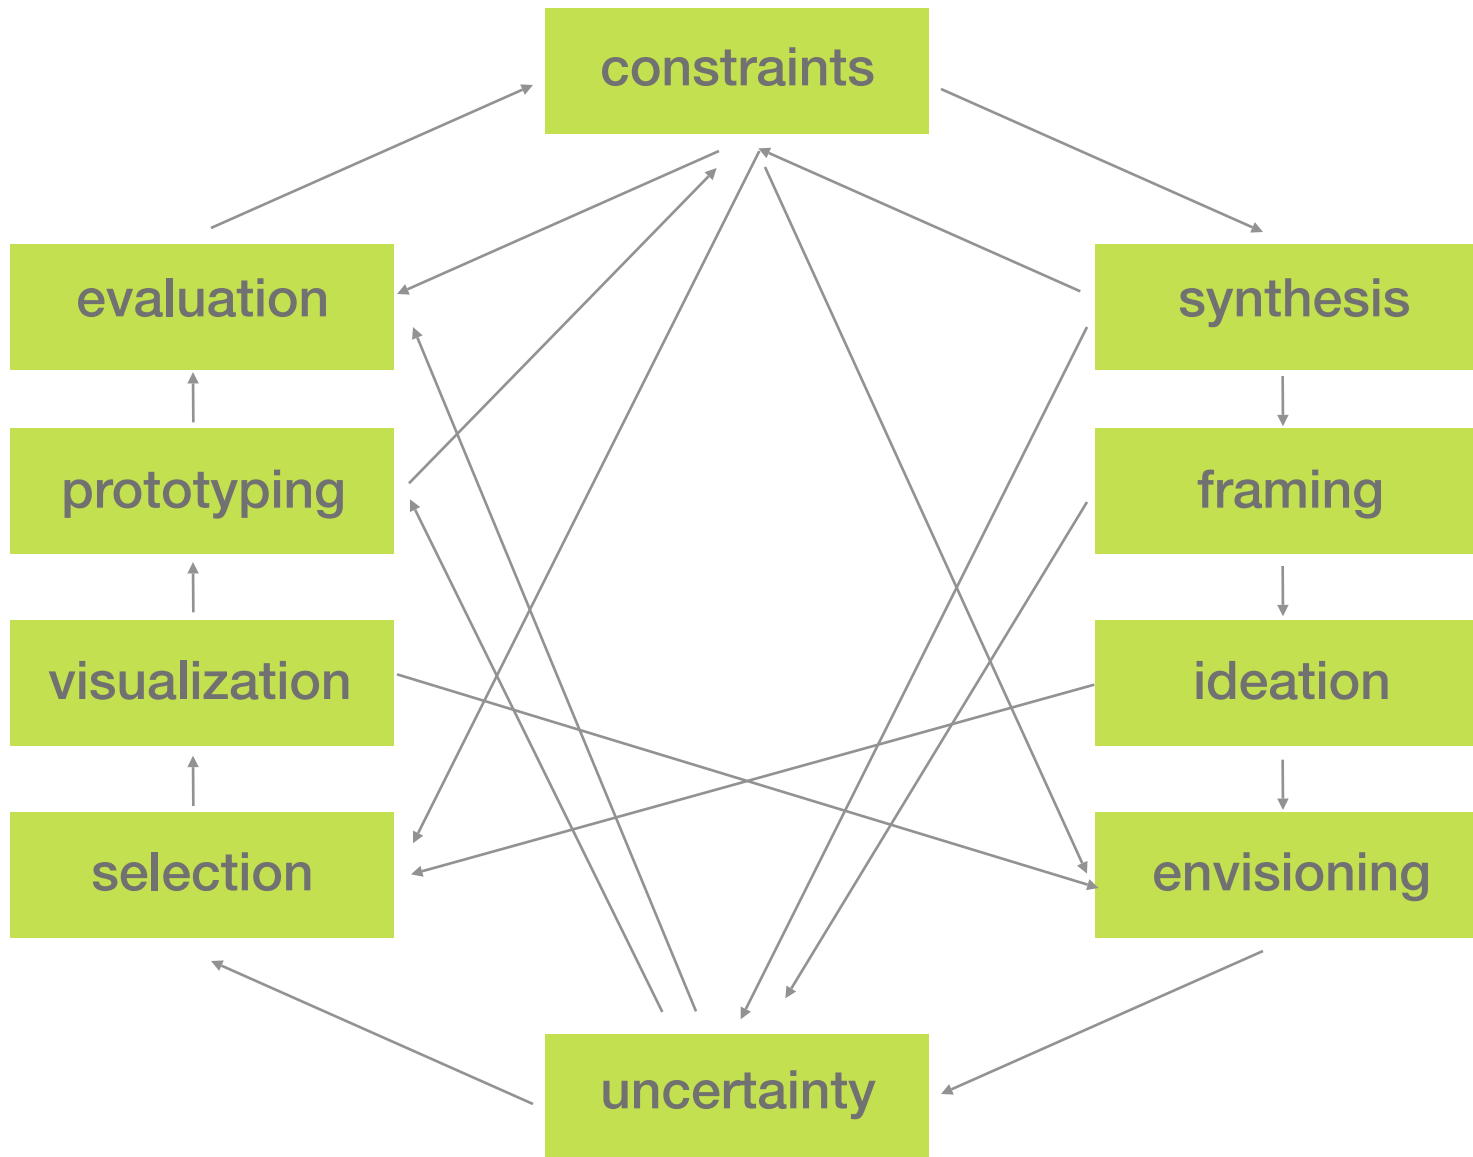 constraints
evaluation
synthesis
prototyping
framing
visualization
ideation
selection
envisioning
uncertainty